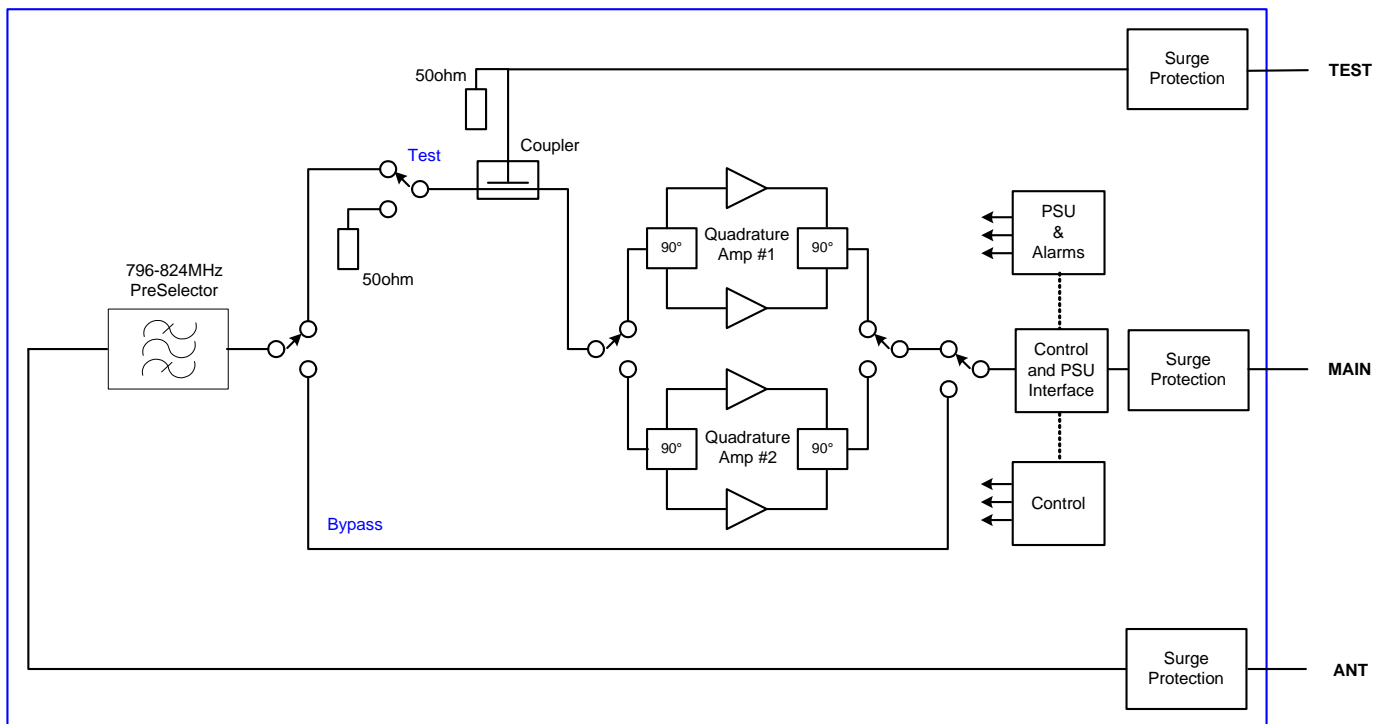 Surge
Protection
TEST
50ohm
Coupler
Test
PSU
&
Alarms
90°
Quadrature
Amp #1
90°
50ohm
796-824MHz
PreSelector
Control
and PSU
Interface
Surge
Protection
MAIN
90°
Quadrature
Amp #2
90°
Control
Bypass
Surge
Protection
ANT